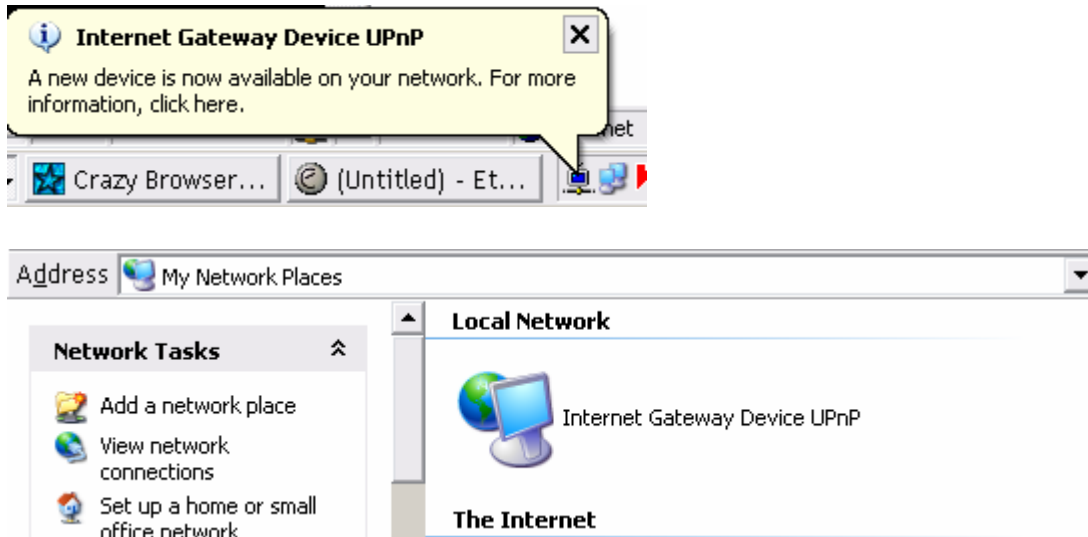 Internet Gateway Device UPnP
A new device is now available on your network. For more
information, click here.
net
Crazy Browser...
(Untitled) - Et...
Address
My Network Places
Network Tasks
Add a network place
View network
connections
Set up a home or small
office network
Local Network
Internet Gateway Device UPnP
The Internet